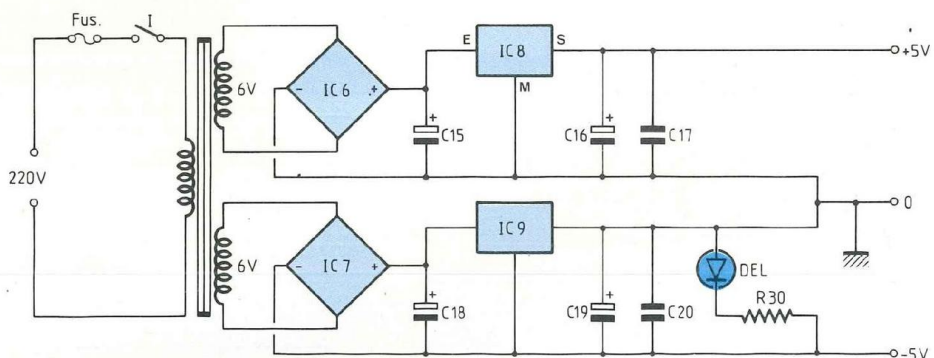 Fus.
I
220V
6V
IC6
-
+
E
IC8
S
M
+
C15
+
C16
C17
+5V
0
6V
IC7
-
+
IC9
+
C18
+
C19
C20
DEL
R30
-5V